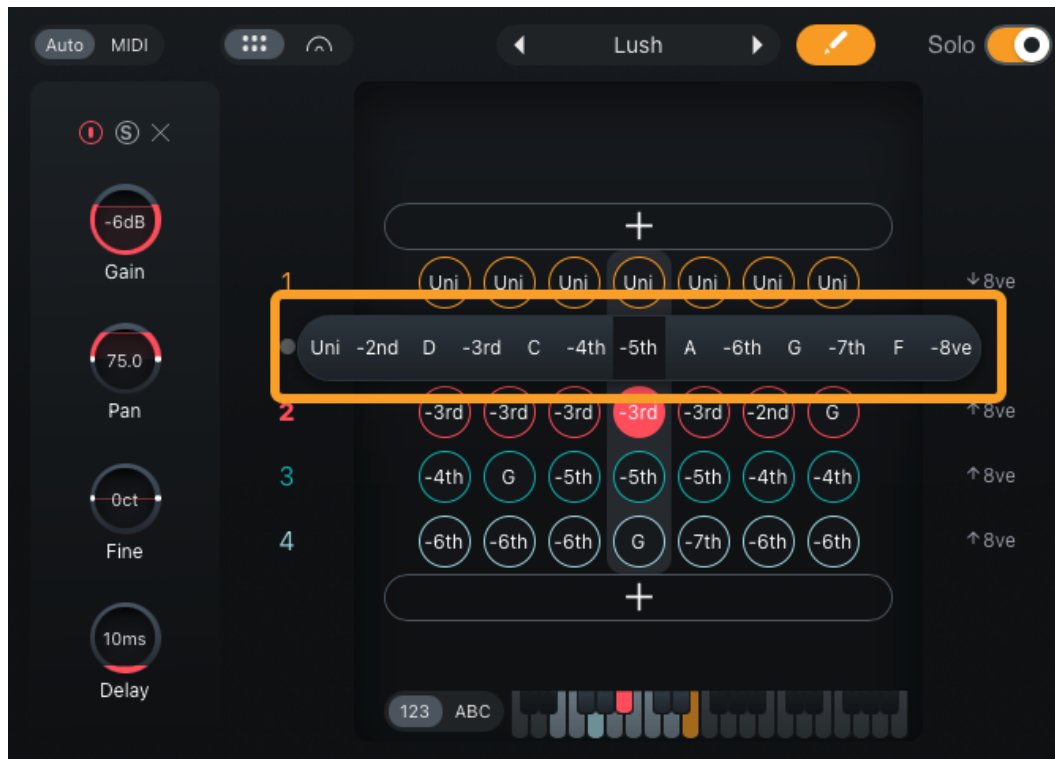 Auto MIDI Lush Solo
S
-6dB
Gain
1 Uni Uni Uni Uni Uni Uni Uni ↓8ve
Uni -2nd D -3rd C -4th -5th A -6th G -7th F -8ve
75.0
Pan
2 -3rd -3rd -3rd -3rd -3rd -2nd G ↑8ve
3 -4th G -5th -5th -5th -4th -4th ↑8ve
0ct
Fine
4 -6th -6th -6th G -7th -6th -6th ↑8ve
10ms
Delay
123 ABC